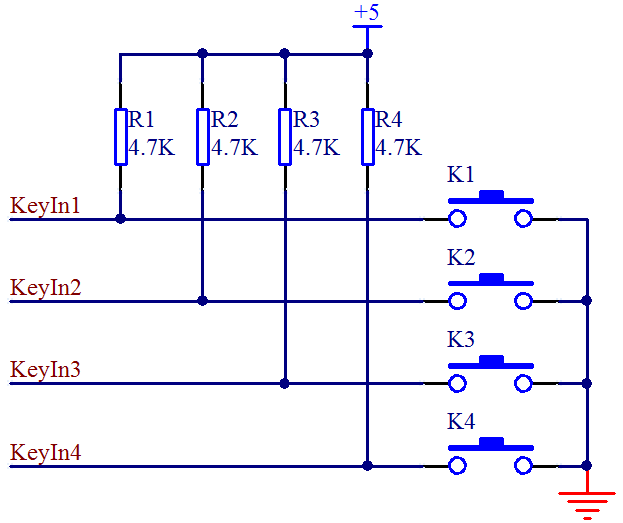 +5
R1 R2 R3 R4
4.7K 4.7K 4.7K 4.7K
K1
KeyIn1
K2
KeyIn2
K3
KeyIn3
K4
KeyIn4